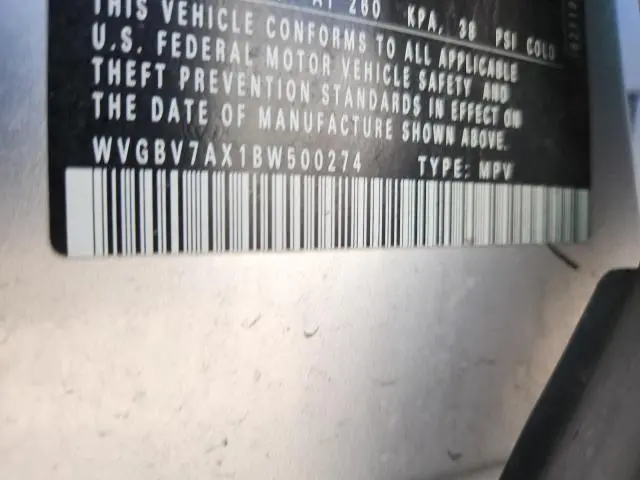 AT 260 KPA, 38 PSI COLD
THIS VEHICLE CONFORMS TO ALL APPLICABLE
U.S. FEDERAL MOTOR VEHICLE SAFETY AND
THEFT PREVENTION STANDARDS IN EFFECT ON
THE DATE OF MANUFACTURE SHOWN ABOVE.
WVGBV7AX1BW500274 TYPE: MPV